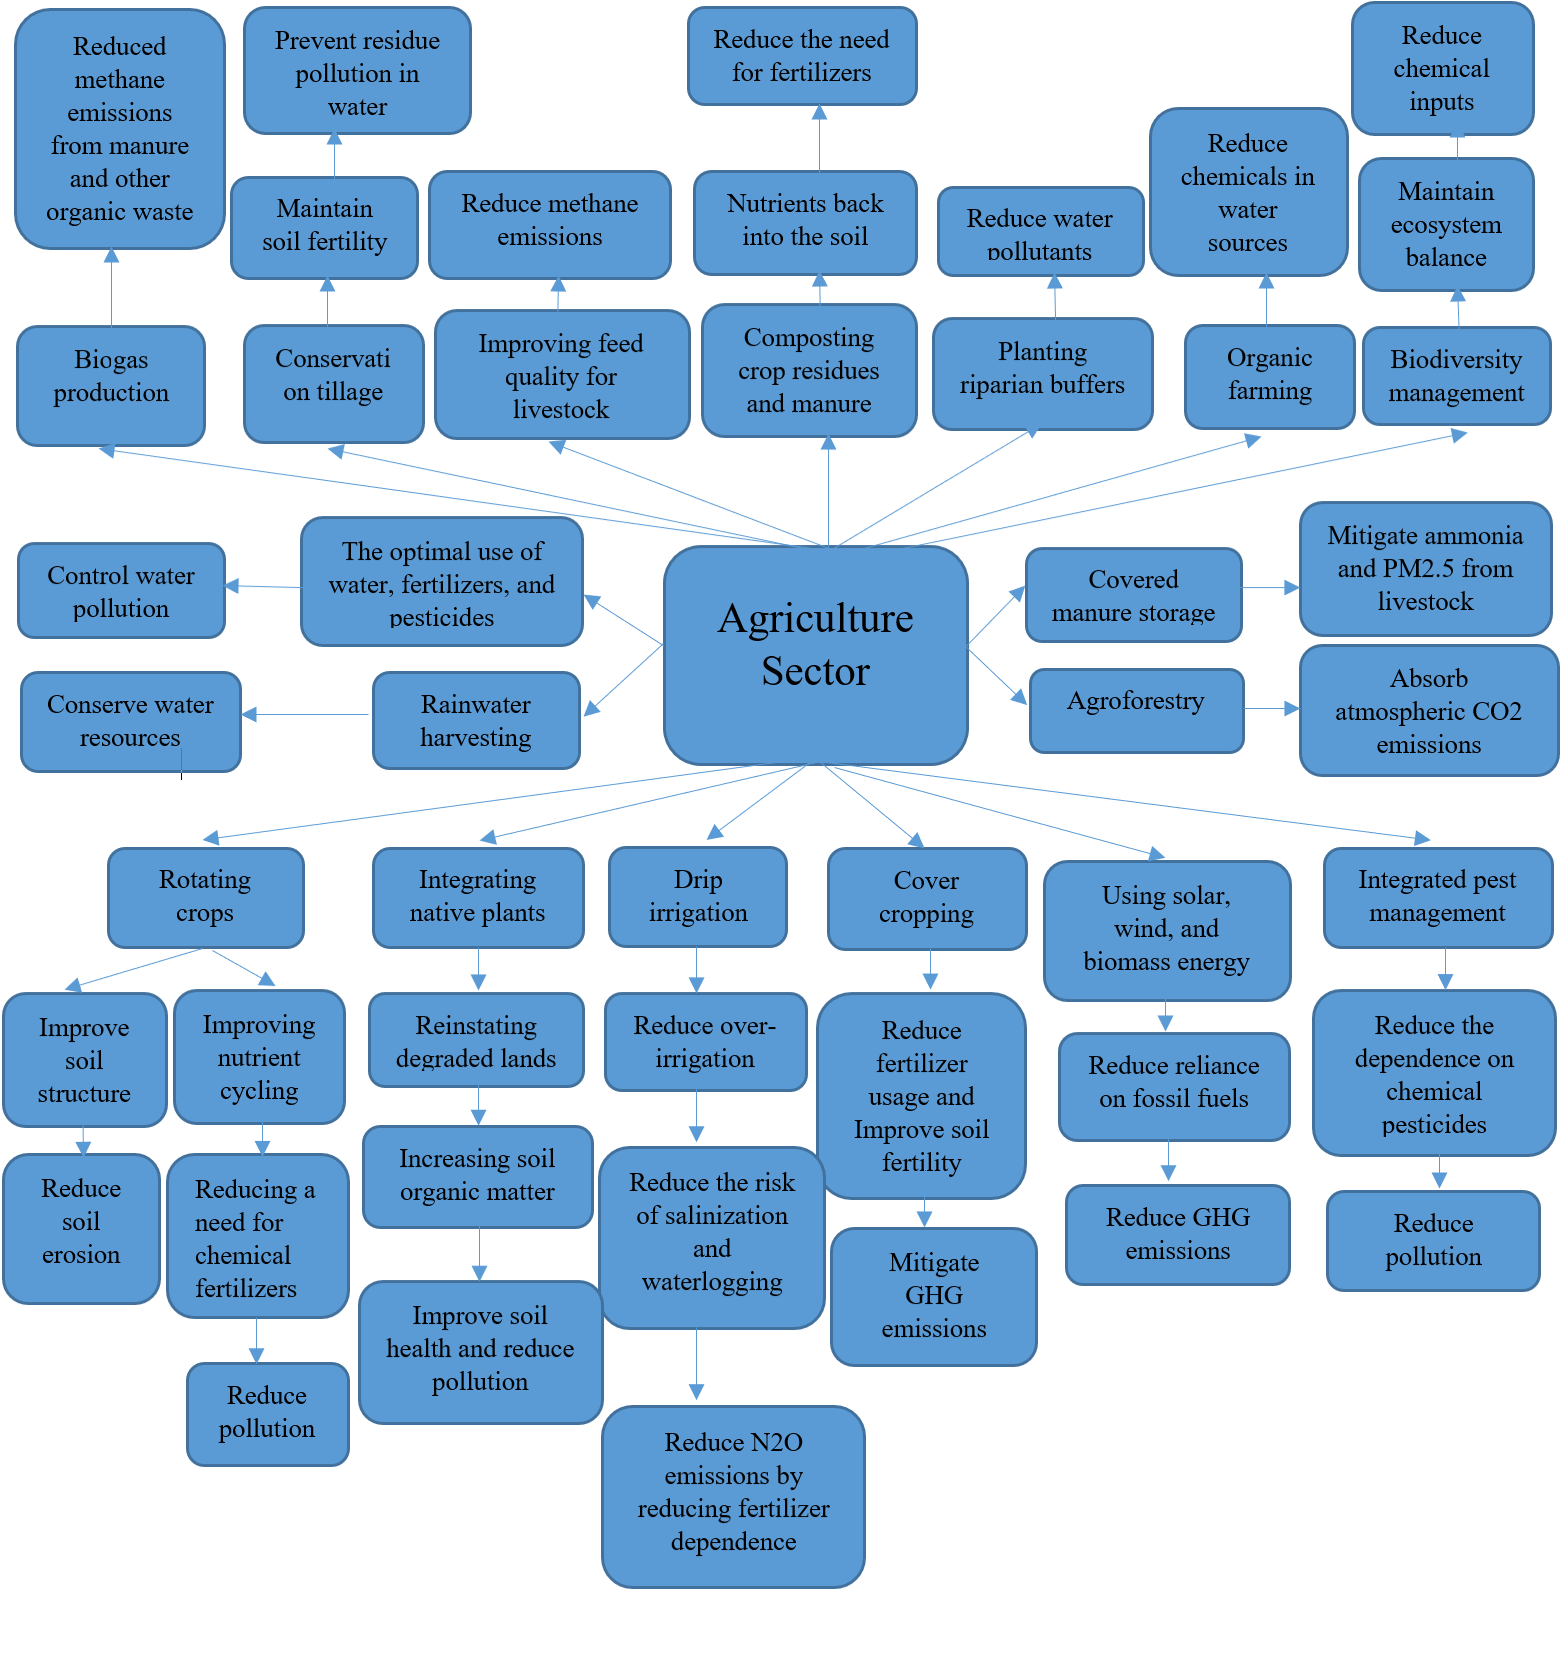 Reduced
methane
emissions
from manure
and other
organic waste
Prevent residue
pollution in
water
Reduce the need
for fertilizers
Reduce
chemical
inputs
Maintain
soil fertility
Reduce methane
emissions
Nutrients back
into the soil
Reduce water
pollutants
Reduce
chemicals in
water
sources
Maintain
ecosystem
balance
Biogas
production
Conservati
on tillage
Improving feed
quality for
livestock
Composting
crop residues
and manure
Planting
riparian buffers
Organic
farming
Biodiversity
management
Control water
pollution
The optimal use of
water, fertilizers, and
pesticides
Agriculture
Sector
Covered
manure storage
Mitigate ammonia
and PM2.5 from
livestock
Conserve water
resources
Rainwater
harvesting
Agroforestry
Absorb
atmospheric CO2
emissions
Rotating
crops
Integrating
native plants
Drip
irrigation
Cover
cropping
Using solar,
wind, and
biomass energy
Integrated pest
management
Improve
soil
structure
Improving
nutrient
cycling
Reinstating
degraded lands
Reduce over-
irrigation
Reduce
fertilizer
usage and
Improve soil
fertility
Reduce reliance
on fossil fuels
Reduce the
dependence on
chemical
pesticides
Reduce
soil
erosion
Reducing a
need for
chemical
fertilizers
Increasing soil
organic matter
Reduce the risk
of salinization
and
waterlogging
Mitigate
GHG
emissions
Reduce GHG
emissions
Reduce
pollution
Reduce
pollution
Improve soil
health and reduce
pollution
Reduce N2O
emissions by
reducing fertilizer
dependence